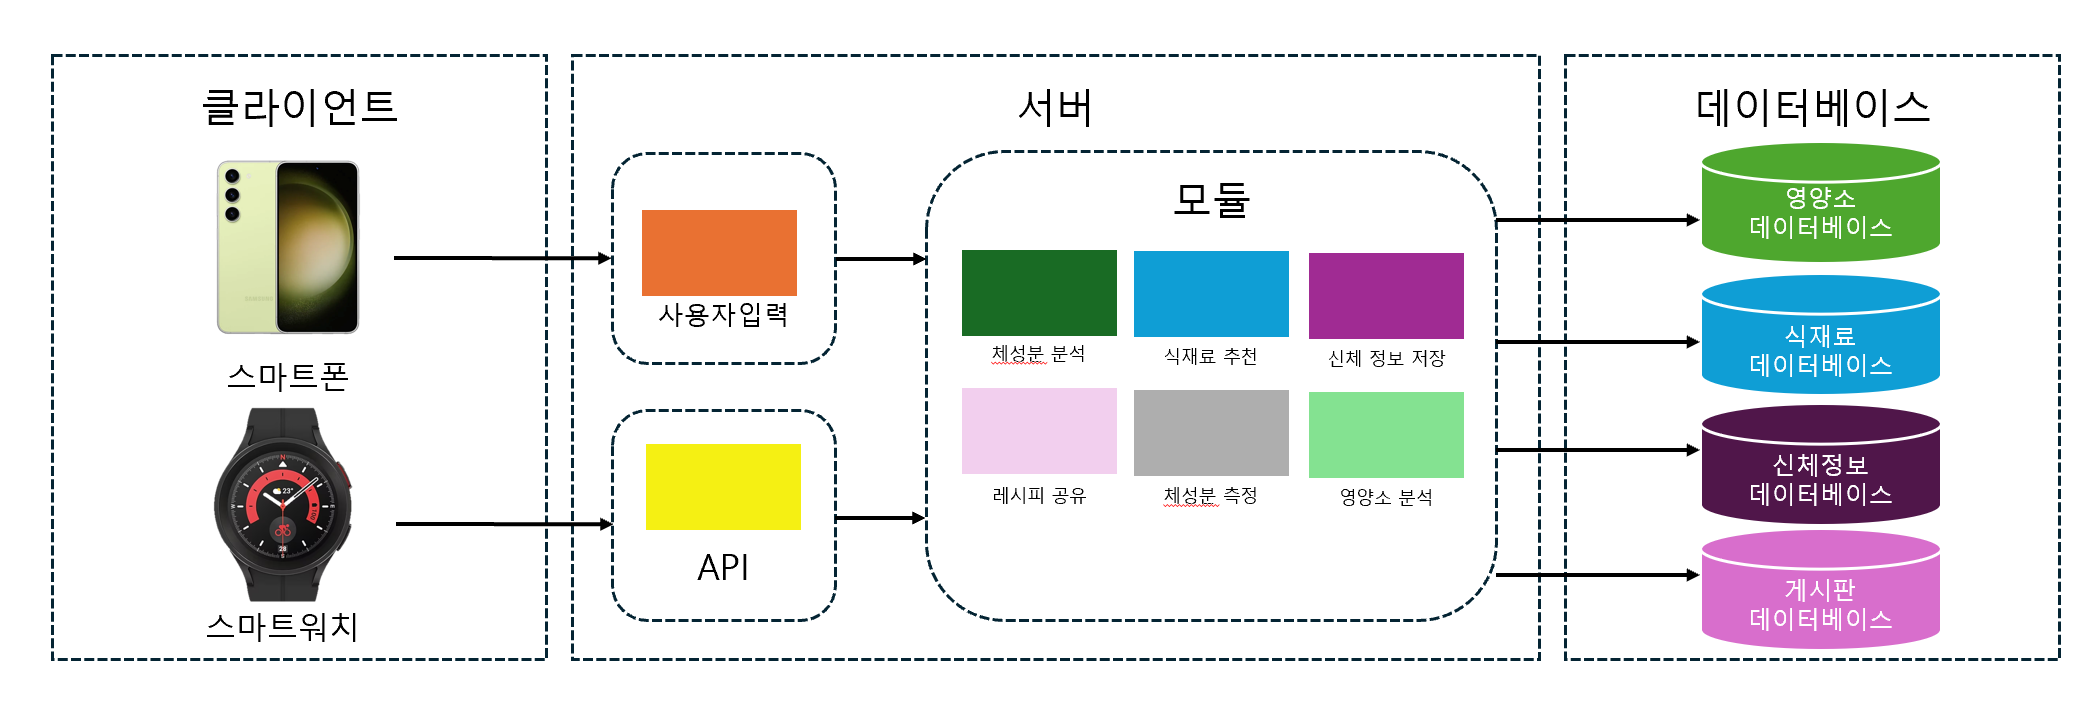 클라이언트
스마트폰
SAMSUNG
스마트워치
N
23°
W
E
28
S
서버
사용자입력
API
모듈
체성분 분석
식재료 추천
신체 정보 저장
레시피 공유
체성분 측정
영양소 분석
데이터베이스
영양소
데이터베이스
식재료
데이터베이스
신체정보
데이터베이스
게시판
데이터베이스